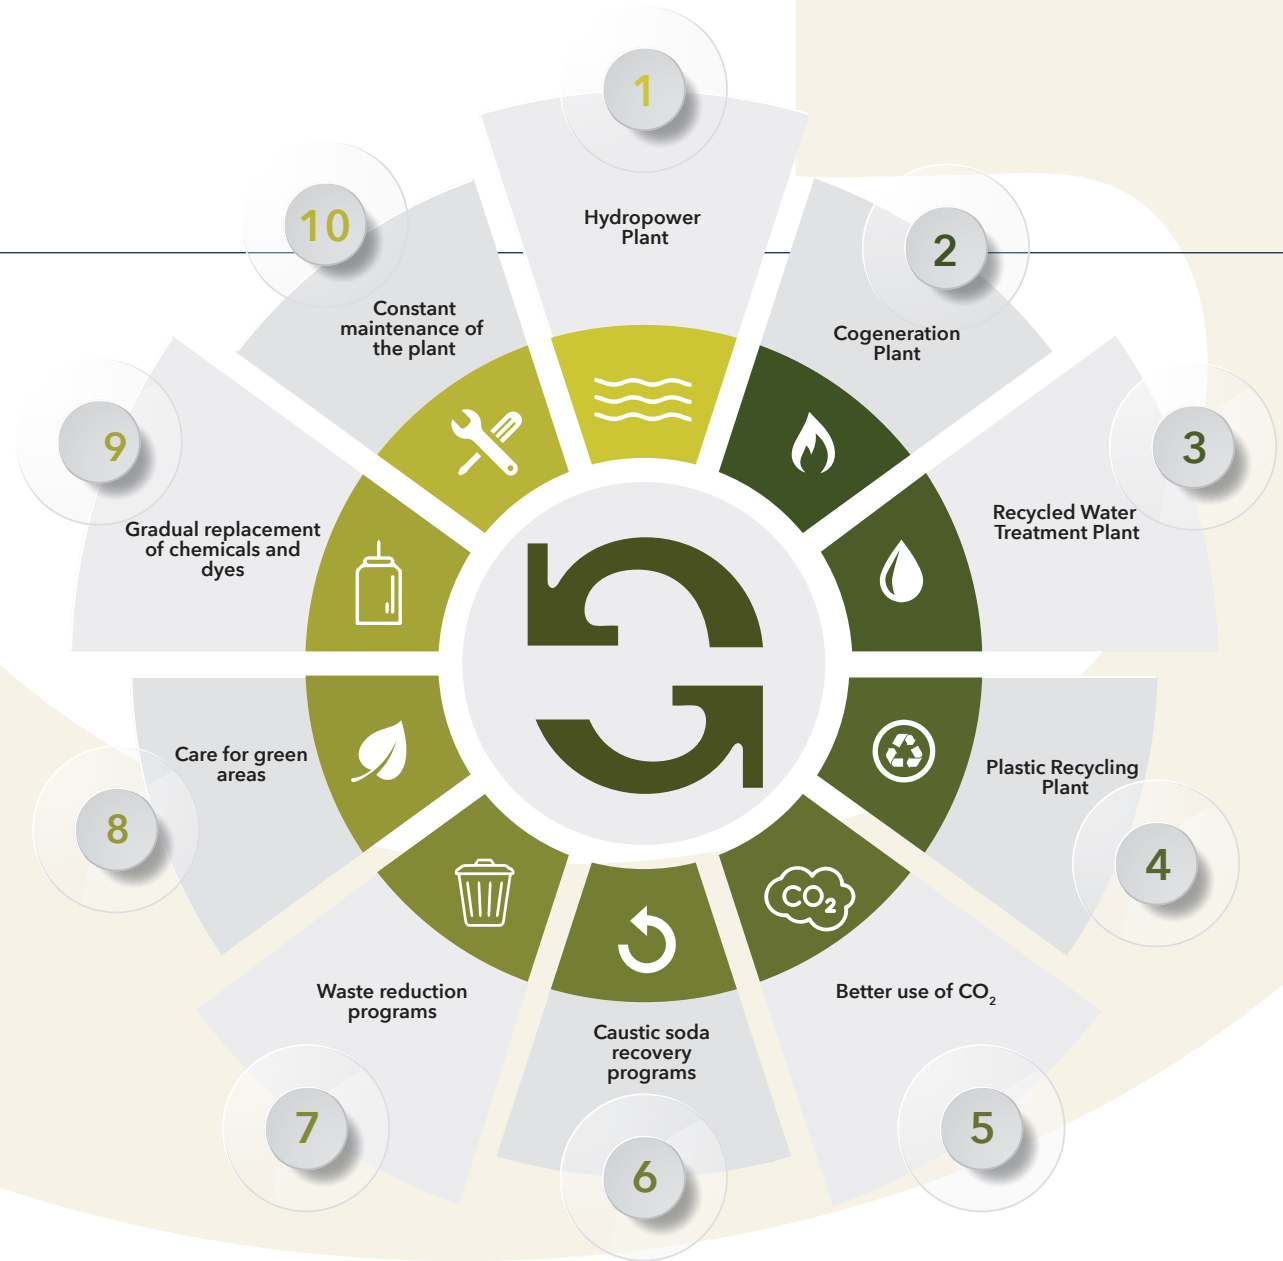 1
Hydropower
Plant
2
Cogeneration
Plant
3
Recycled Water
Treatment Plant
4
Plastic Recycling
Plant
5
Better use of CO₂
CO₂
6
Caustic soda
recovery
programs
7
Waste reduction
programs
8
Care for green
areas
9
Gradual replacement
of chemicals and
dyes
10
Constant
maintenance of
the plant